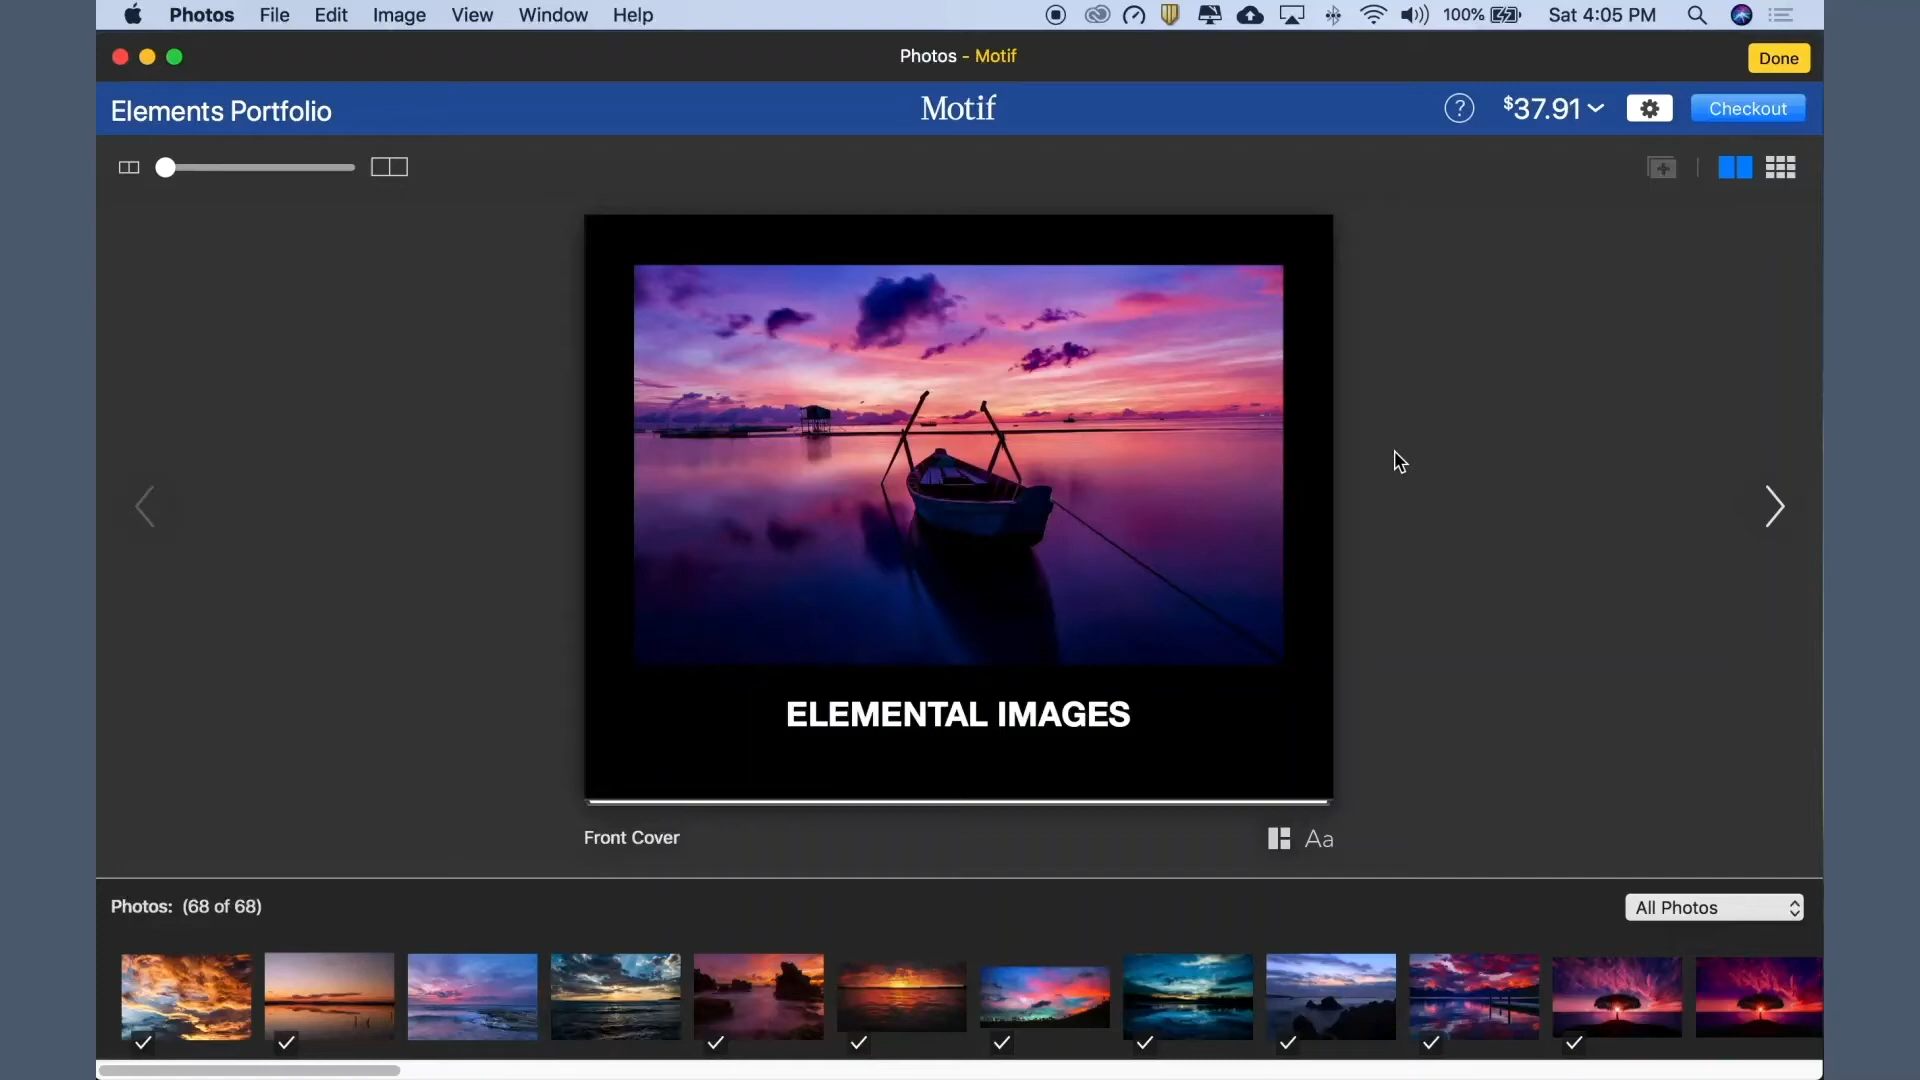 Photos File Edit Image View Window Help 100% Sat 4:05 PM
Photos - Motif
Done
Elements Portfolio Motif ? $37.91 Checkout
ELEMENTAL IMAGES
Front Cover Aa
Photos: (68 of 68) All Photos